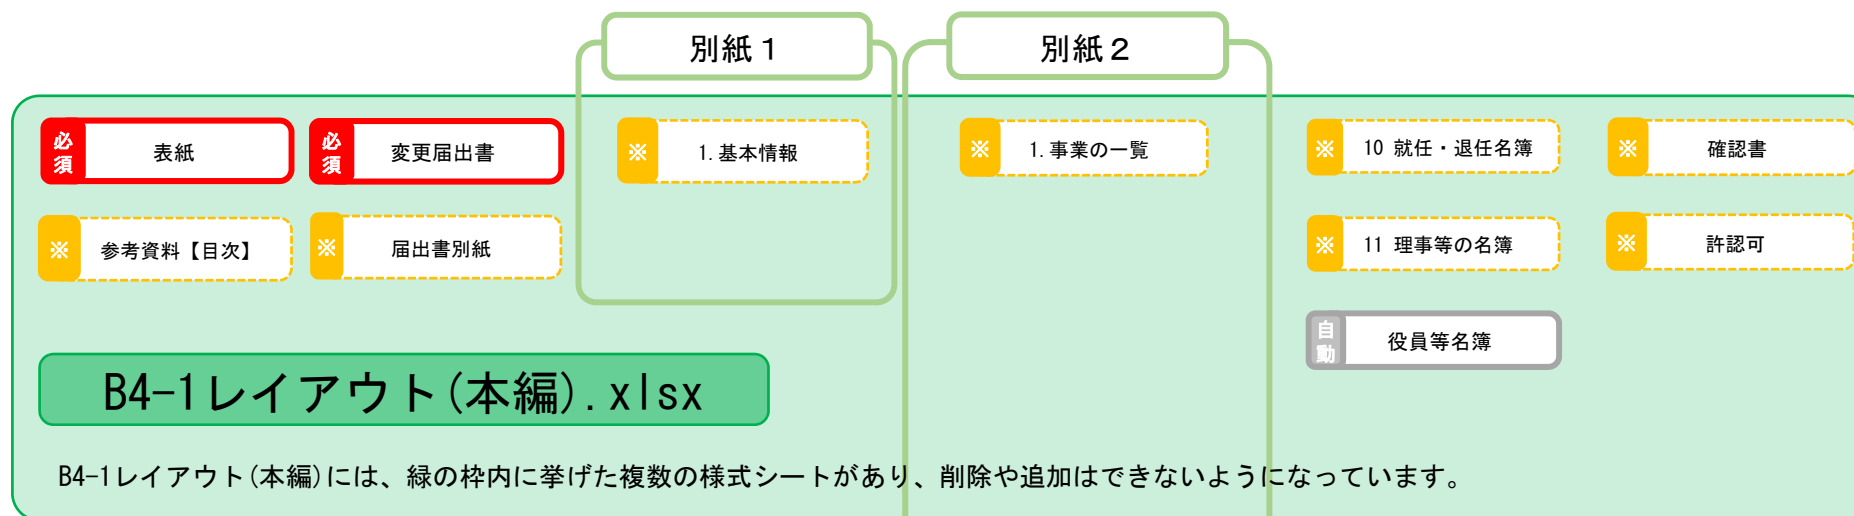 別紙１
別紙２
必須 表紙
必須 変更届出書
※ 1.基本情報
※ 1.事業の一覧
※ 10 就任・退任名簿
※ 確認書
※ 参考資料【目次】
※ 届出書別紙
※ 11 理事等の名簿
※ 許認可
自動 役員等名簿
B4-1レイアウト(本編).xlsx
B4-1レイアウト(本編)には、緑の枠内に挙げた複数の様式シートがあり、削除や追加はできないようになっています。